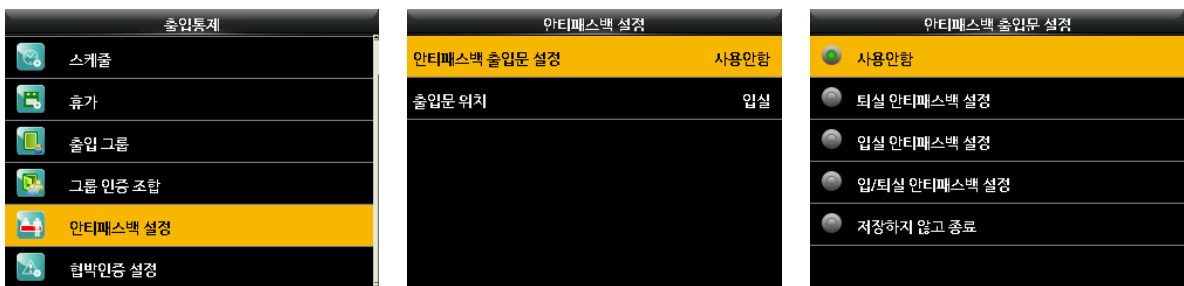 출입통제
스케줄
휴가
출입 그룹
그룹 인증 조합
안티패스백 설정
협박인증 설정
안티패스백 설정
안티패스백 출입문 설정 사용안함
출입문 위치 입실
안티패스백 출입문 설정
사용안함
퇴실 안티패스백 설정
입실 안티패스백 설정
입/퇴실 안티패스백 설정
저장하지 않고 종료